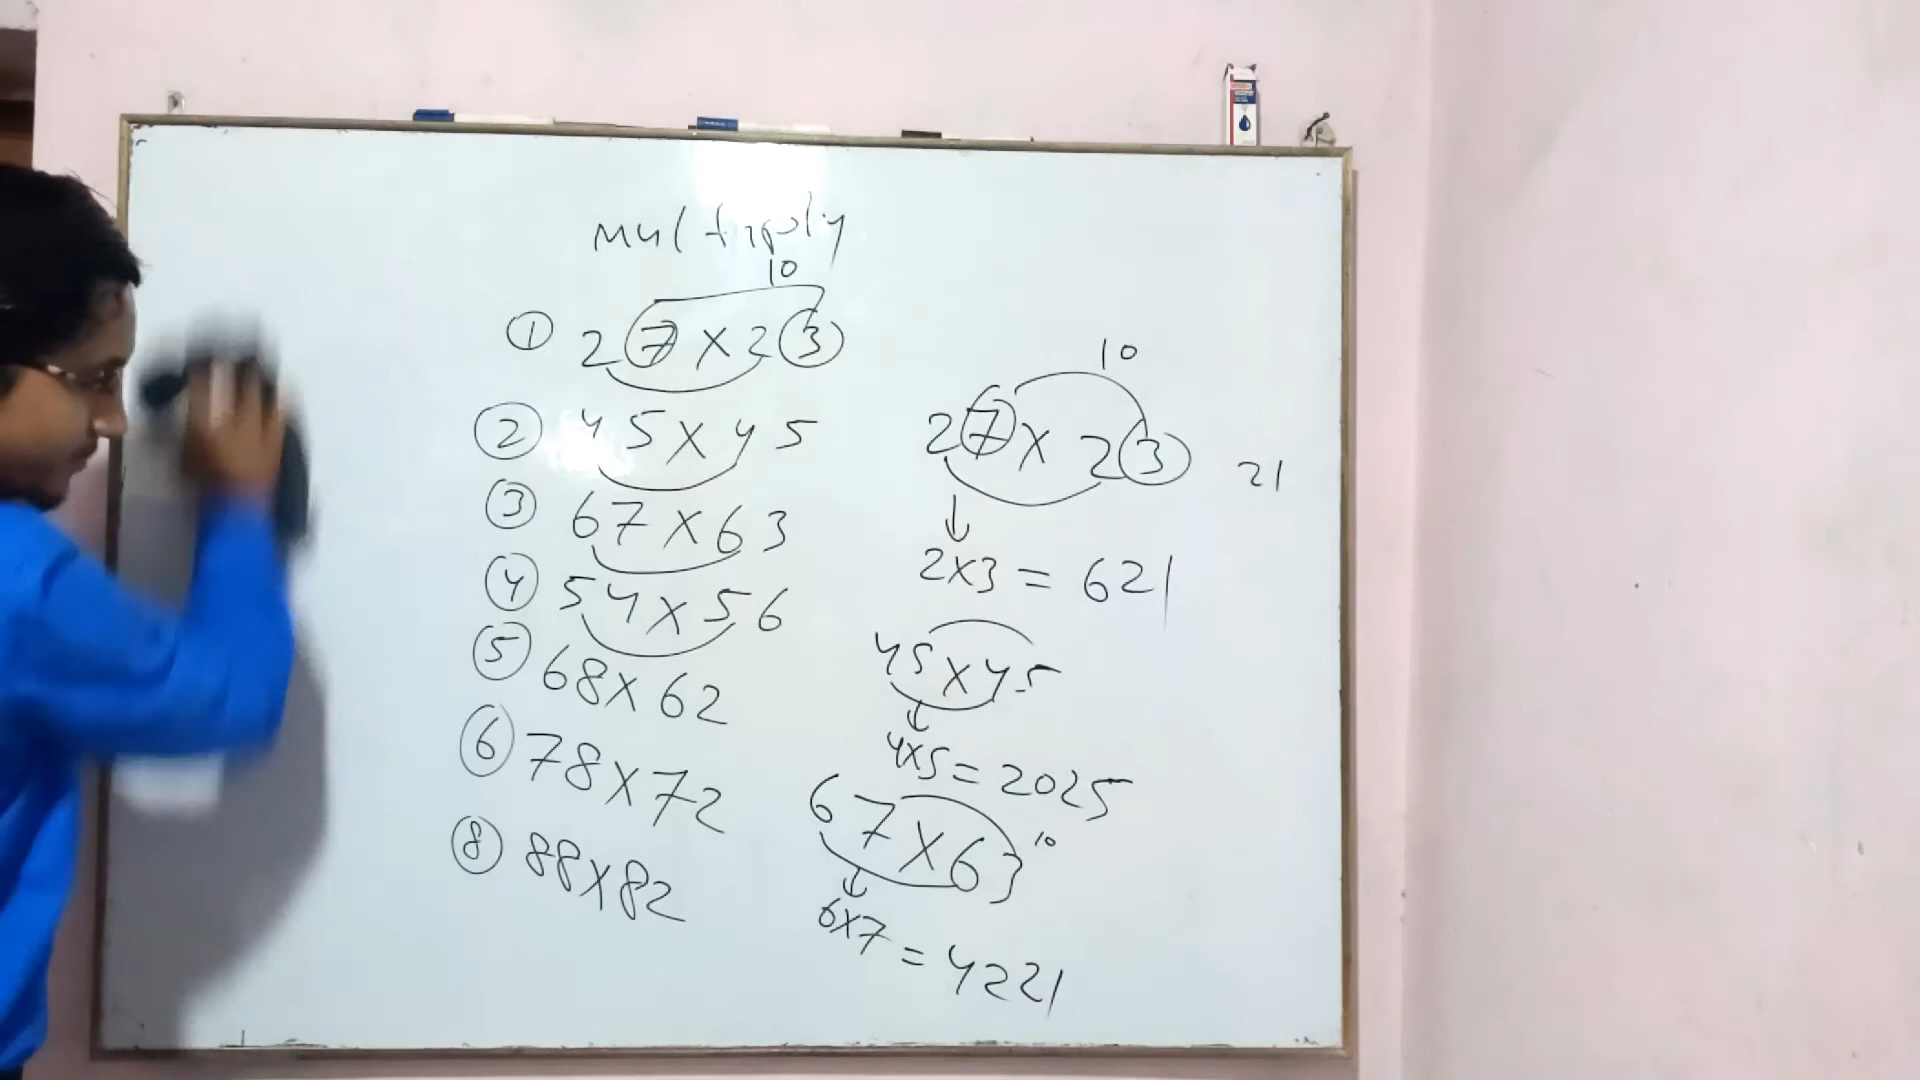 Multiply
10
① 27 x 23
② 45 x 45
③ 67 x 63
④ 54 x 56
⑤ 68 x 62
⑥ 78 x 72
⑧ 88 x 82
10
27 x 23 21
2x3 = 621
45 x 45
4x5 = 2025
67 x 63 10
6x7 = 4221